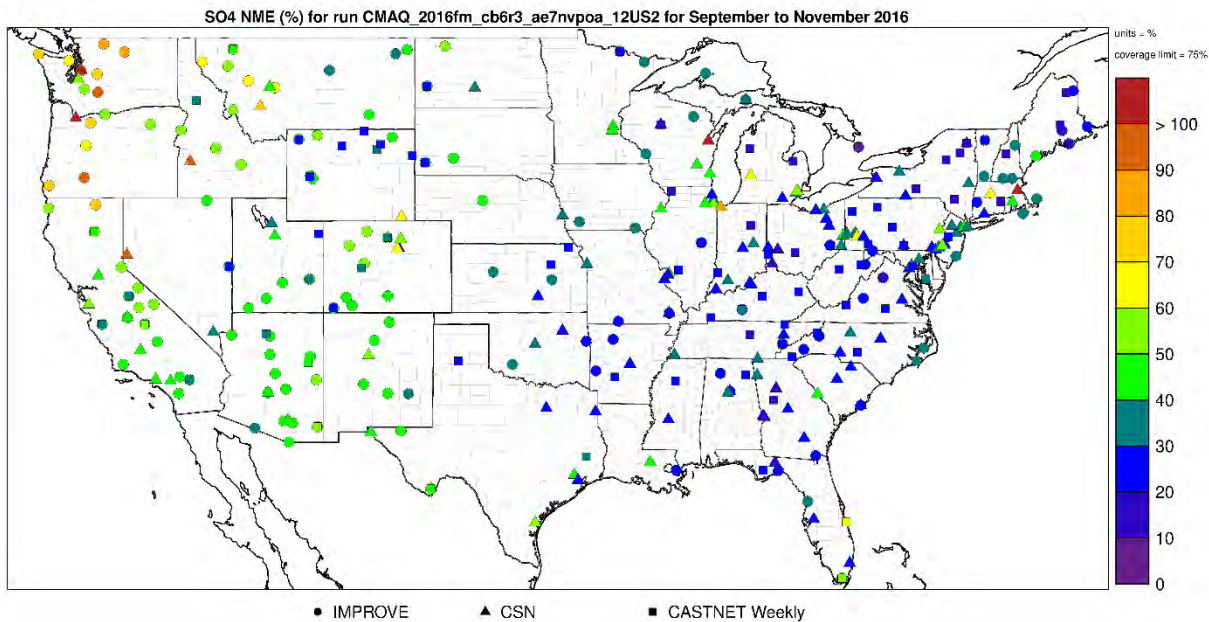 SO4 NME (%) for run CMAQ_2016fm_cb6r3_ae7nvpoa_12US2 for September to November 2016
units = %
coverage limit = 75%
> 100
90
80
70
60
50
40
30
20
10
0
IMPROVE
CSN
CASTNET Weekly